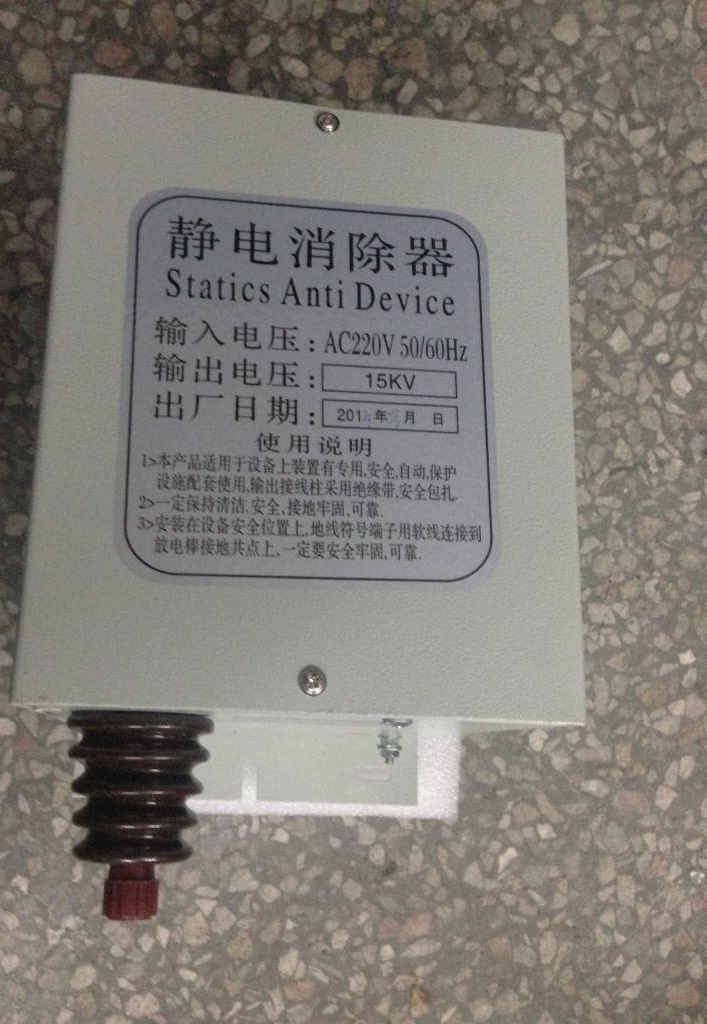 静电消除器
Statics Anti Device
输入电压:AC220V 50/60Hz
输出电压:15KV
出厂日期:201 年 月 日
使用说明
1>本产品适用于设备上装置有专用,安全,自动,保护
设施配套使用,输出接线柱采用绝缘带,安全包扎.
2>一定保持清洁,安全,接地牢固,可靠.
3>安装在设备安全位置上,地线符号端子用软线连接到
放电棒接地共点上,一定要安全牢固,可靠.